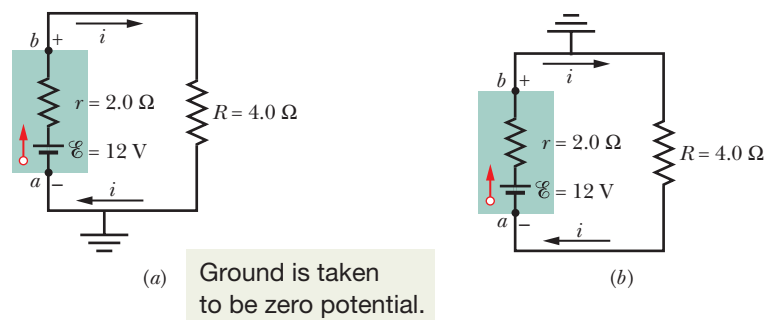 b +
i
r = 2.0 Ω
R = 4.0 Ω
ℰ = 12 V
a –
i
(a)
Ground is taken
to be zero potential.
i
b +
r = 2.0 Ω
R = 4.0 Ω
ℰ = 12 V
a –
i
(b)